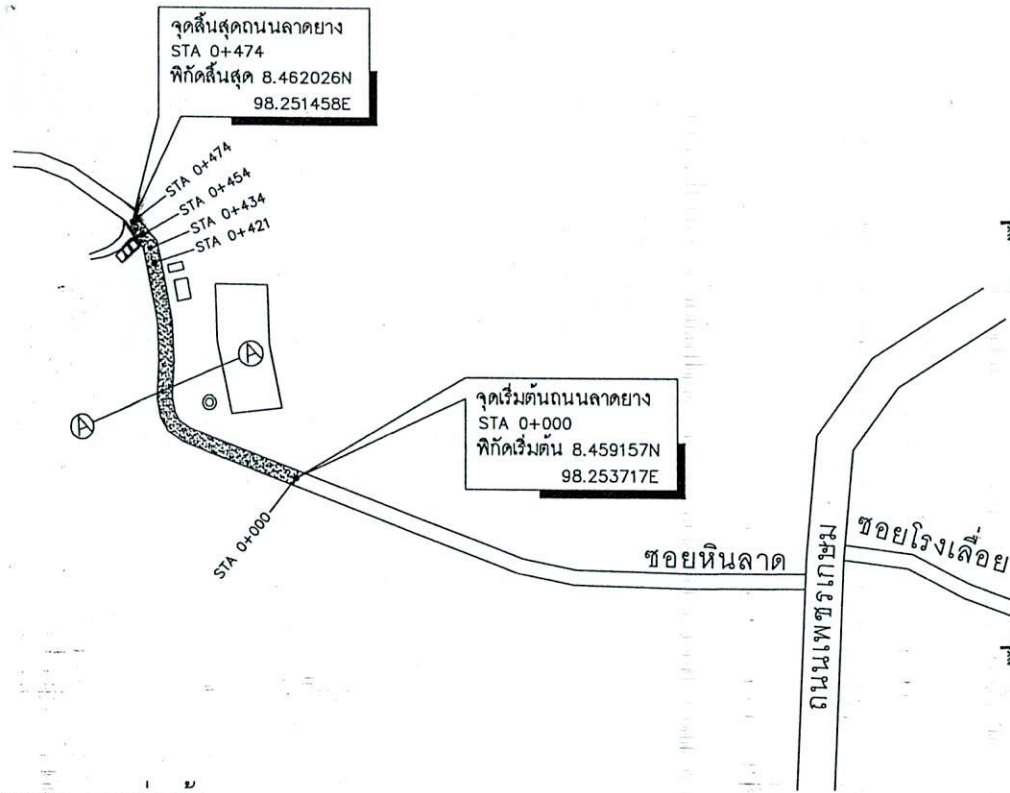 จุดสิ้นสุดถนนลาดยาง
STA 0+474
พิกัดสิ้นสุด 8.462026N
98.251458E
STA 0+474
STA 0+454
STA 0+434
STA 0+421
A
A
จุดเริ่มต้นถนนลาดยาง
STA 0+000
พิกัดเริ่มต้น 8.459157N
98.253717E
STA 0+000
ซอยหินลาด
ถนนเพชรเกษม
ซอยโรงเลื่อย